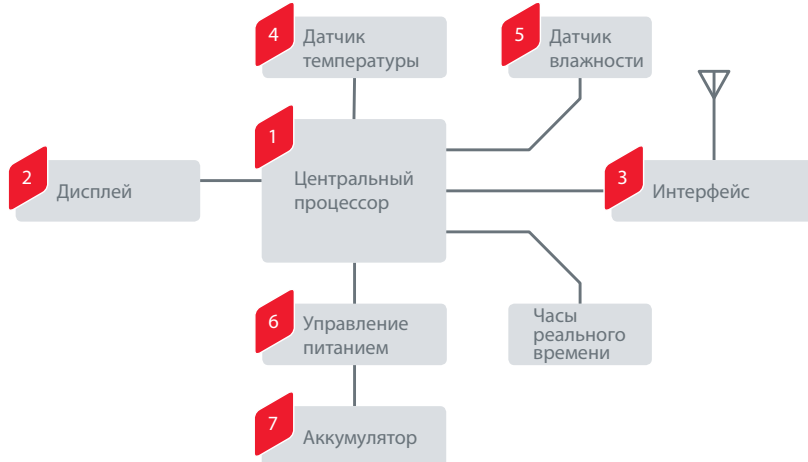 4
Датчик
температуры
5
Датчик
влажности
1
Центральный
процессор
2
Дисплей
3
Интерфейс
6
Управление
питанием
Часы
реального
времени
7
Аккумулятор